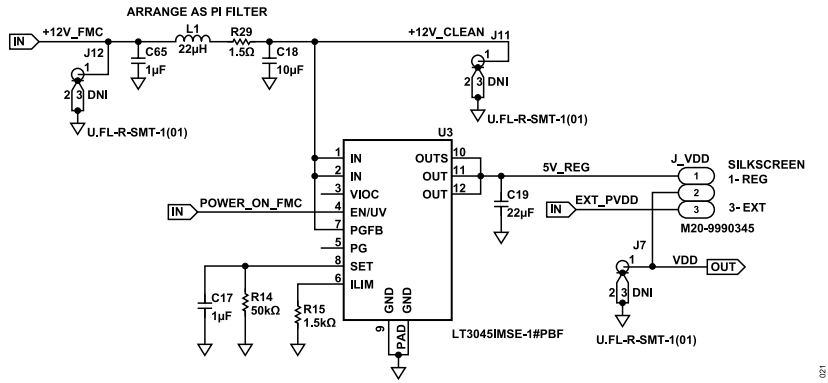 ARRANGE AS PI FILTER
IN
+12V_FMC
J12
1
2 3 DNI
U.FL-R-SMT-1(01)
C65
1µF
L1
22µH
R29
1.5Ω
C18
10µF
+12V_CLEAN
J11
1
2 3 DNI
U.FL-R-SMT-1(01)
U3
1 IN
2 IN
3 VIOC
4 EN/UV
7 PGFB
5 PG
8 SET
6 ILIM
OUTS 10
OUT 11
OUT 12
GND
GND
9
PAD
LT3045IMSE-1#PBF
IN
POWER_ON_FMC
C17
1µF
R14
50kΩ
R15
1.5kΩ
5V_REG
C19
22µF
IN
EXT_PVDD
J_VDD
1
2
3
SILKSCREEN
1- REG
3- EXT
M20-9990345
J7
1
2 3 DNI
VDD
OUT
U.FL-R-SMT-1(01)
021